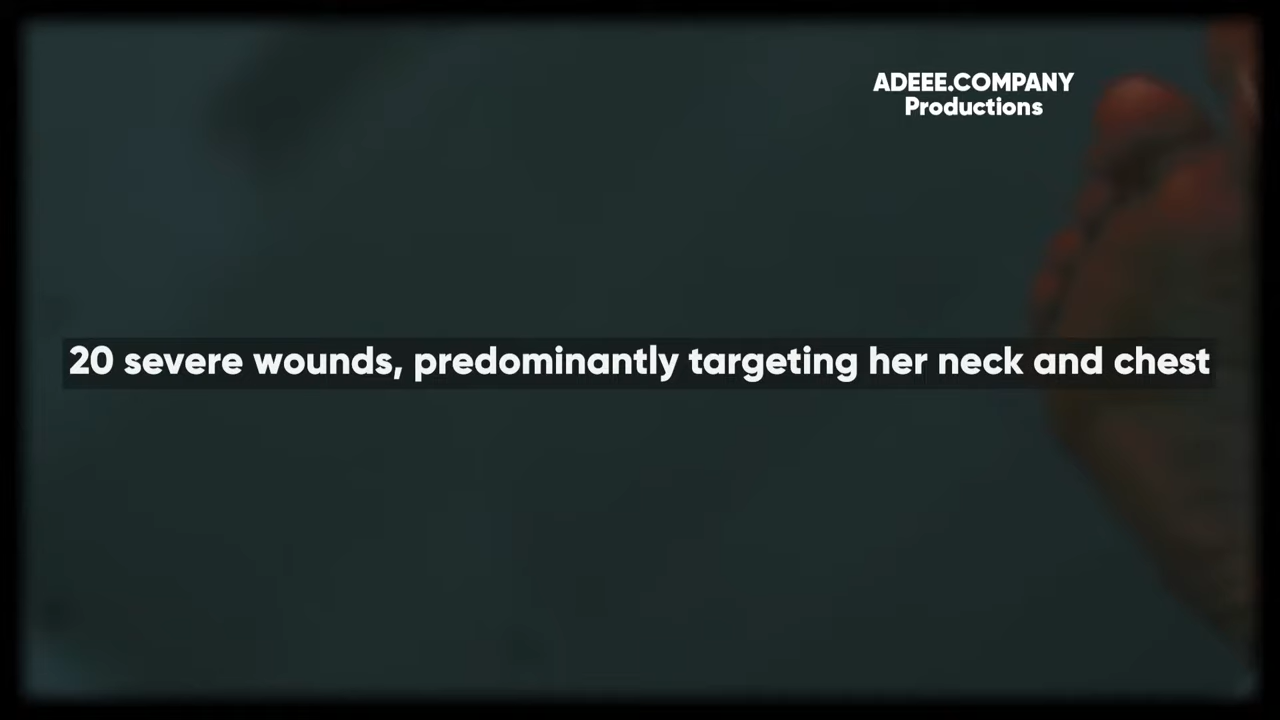 ADEEE.COMPANY
Productions
20 severe wounds, predominantly targeting her neck and chest